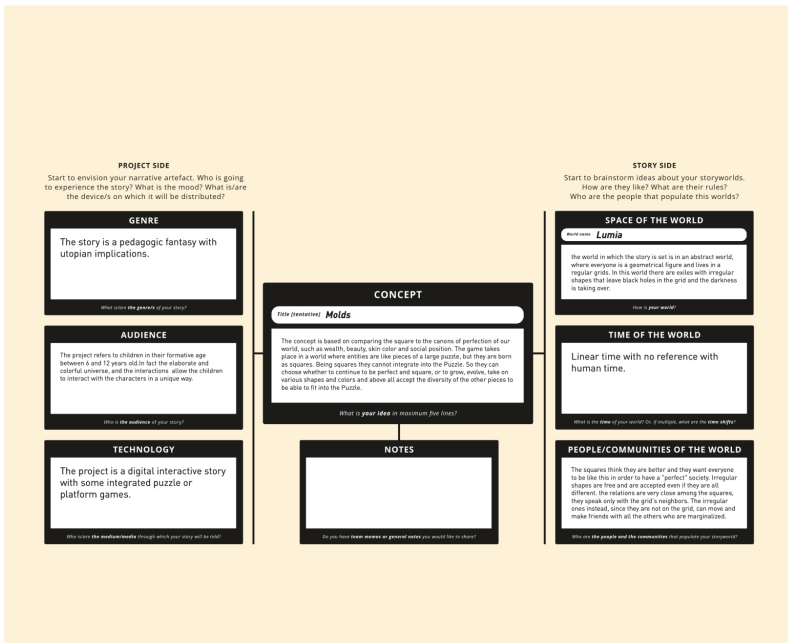 PROJECT SIDE
Start to envision your narrative artefact. Who is going
to experience the story? What is the mood? What is/are
the device/s on which it will be distributed?
GENRE
The story is a pedagogic fantasy with
utopian implications.
What is/are the genre/s of your story?
AUDIENCE
The project refers to children in their formative age
between 6 and 12 years old.In fact the elaborate and
colorful universe, and the interactions allow the children
to interact with the characters in a unique way.
Who is the audience of your story?
TECHNOLOGY
The project is a digital interactive story
with some integrated puzzle or
platform games.
Who is/are the medium/media through which your story will be told?
CONCEPT
Title (tentative) Molds
The concept is based on comparing the square to the canons of perfection of our
world, such as wealth, beauty, skin color and social position. The game takes
place in a world where entities are like pieces of a large puzzle, but they are born
as squares. Being squares they cannot integrate into the Puzzle. So they can
choose whether to continue to be perfect and square, or to grow, evolve, take on
various shapes and colors and above all accept the diversity of the other pieces to
be able to fit into the Puzzle.
What is your idea in maximum five lines?
NOTES
Do you have team memos or general notes you would like to share?
STORY SIDE
Start to brainstorm ideas about your storyworlds.
How are they like? What are their rules?
Who are the people that populate this worlds?
SPACE OF THE WORLD
World name Lumia
the world in which the story is set is in an abstract world,
where everyone is a geometrical figure and lives in a
regular grids. In this world there are exiles with irregular
shapes that leave black holes in the grid and the darkness
is taking over.
How is your world?
TIME OF THE WORLD
Linear time with no reference with
human time.
What is the time of your world? Or, if multiple, what are the time shifts?
PEOPLE/COMMUNITIES OF THE WORLD
The squares think they are better and they want everyone
to be like this in order to have a "perfect" society. Irregular
shapes are free and are accepted even if they are all
different. the relations are very close among the squares,
they speak only with the grid's neighbors. The irregular
ones instead, since they are not on the grid, can move and
make friends with all the others who are marginalized.
Who are the people and the communities that populate your storyworld?